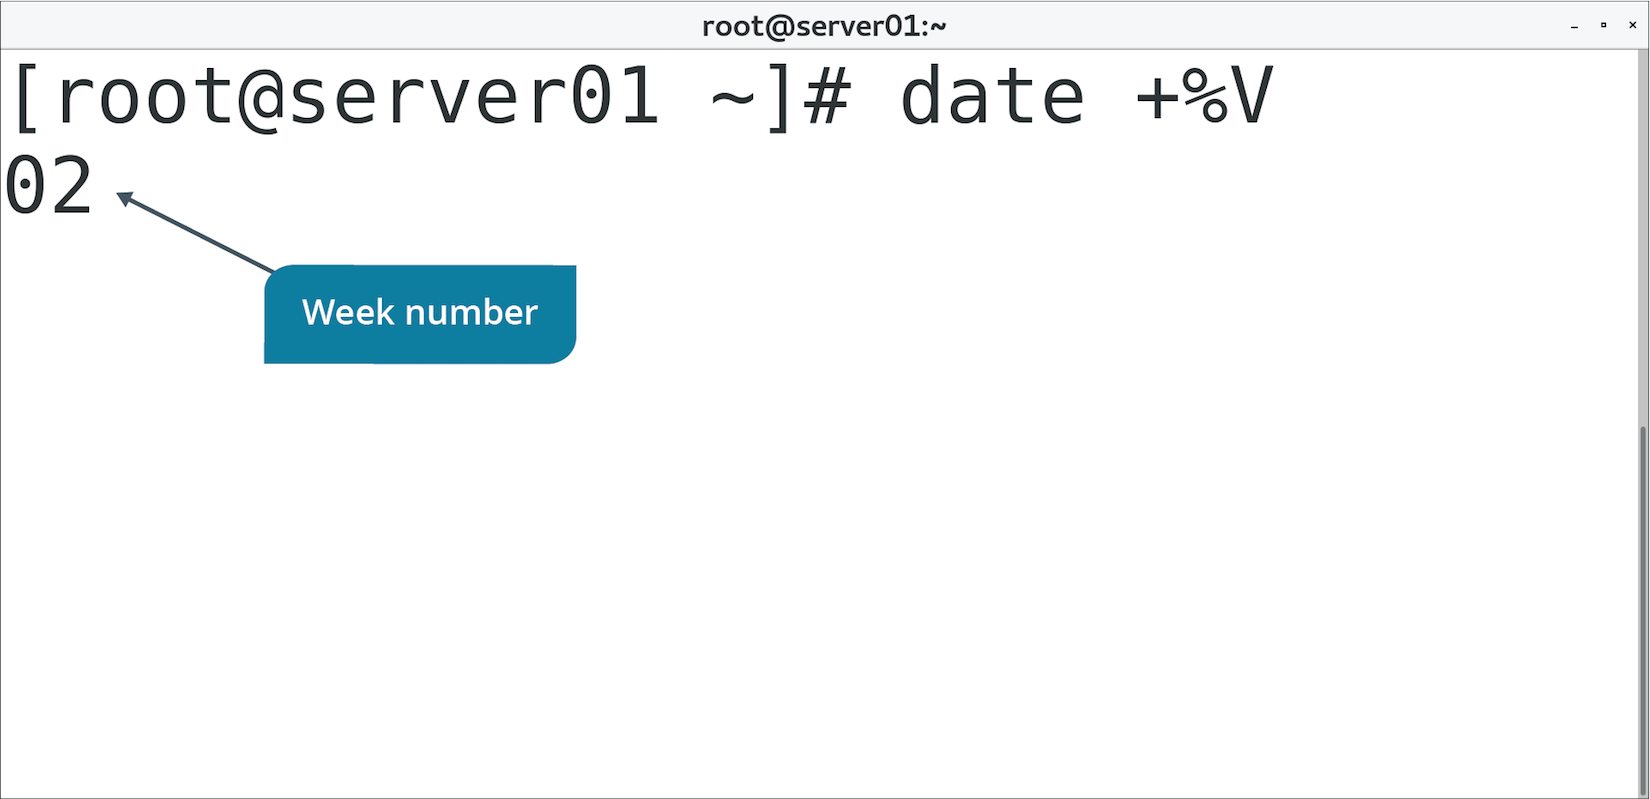 root@server01:~
[root@server01 ~]# date +%V
02
Week number